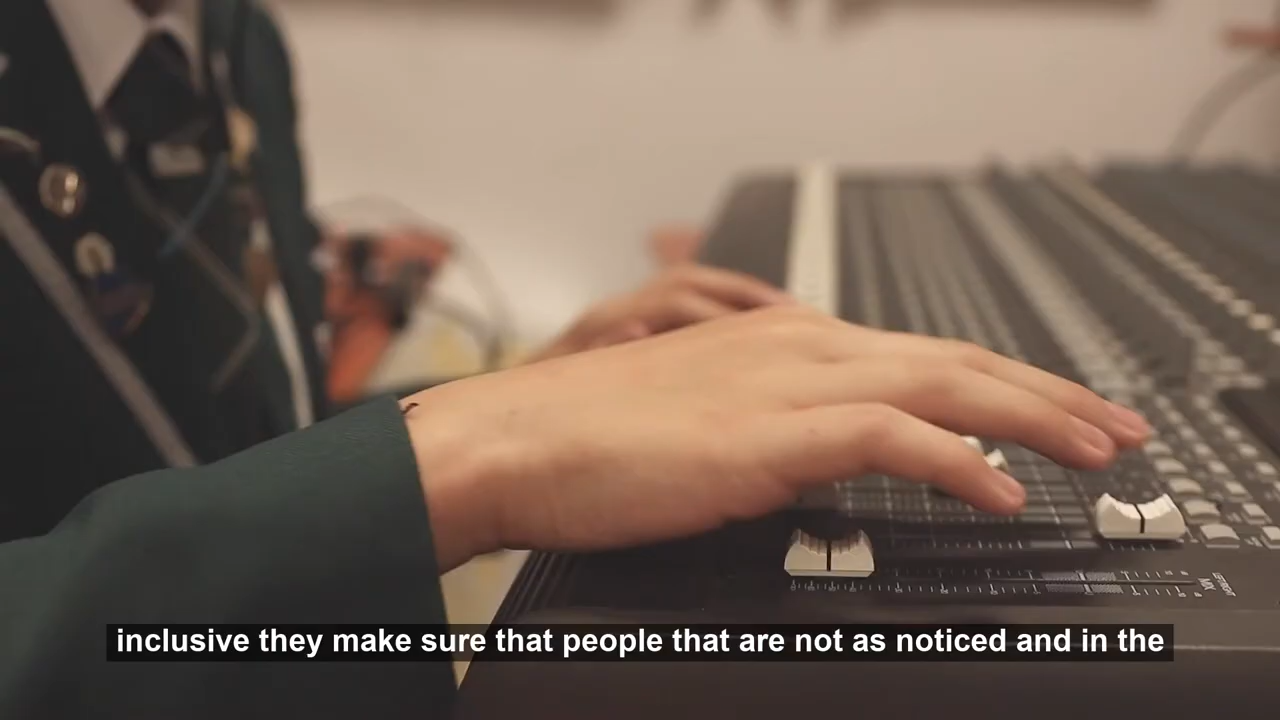 inclusive they make sure that people that are not as noticed and in the